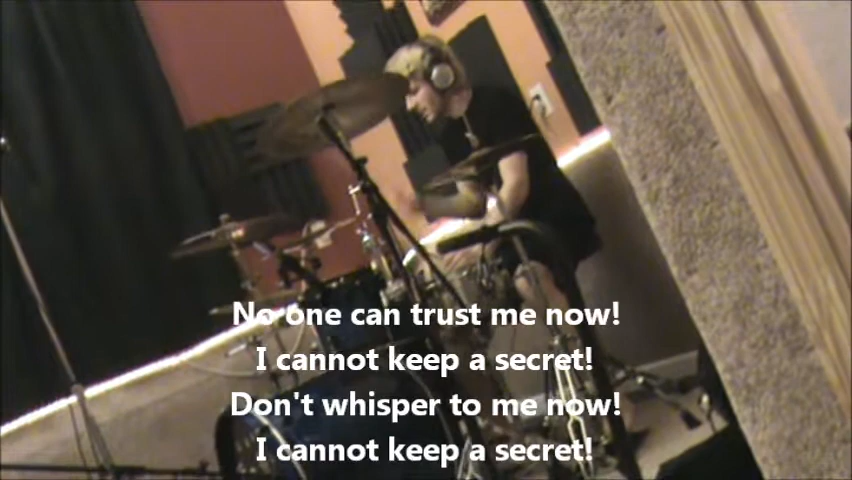 No one can trust me now!
I cannot keep a secret!
Don't whisper to me now!
I cannot keep a secret!